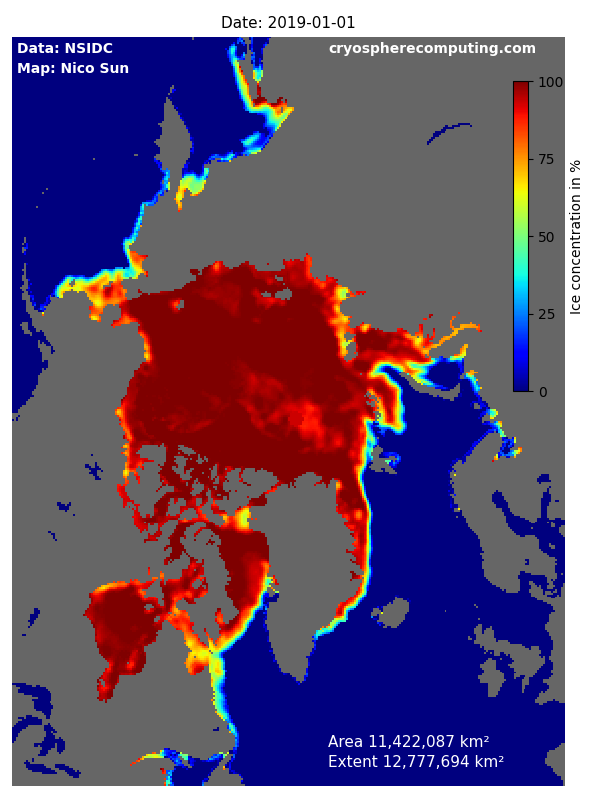 Date: 2019-01-01
Data: NSIDC
Map: Nico Sun
cryospherecomputing.com
100
75
50
25
0
Ice concentration in %
Area 11,422,087 km²
Extent 12,777,694 km²